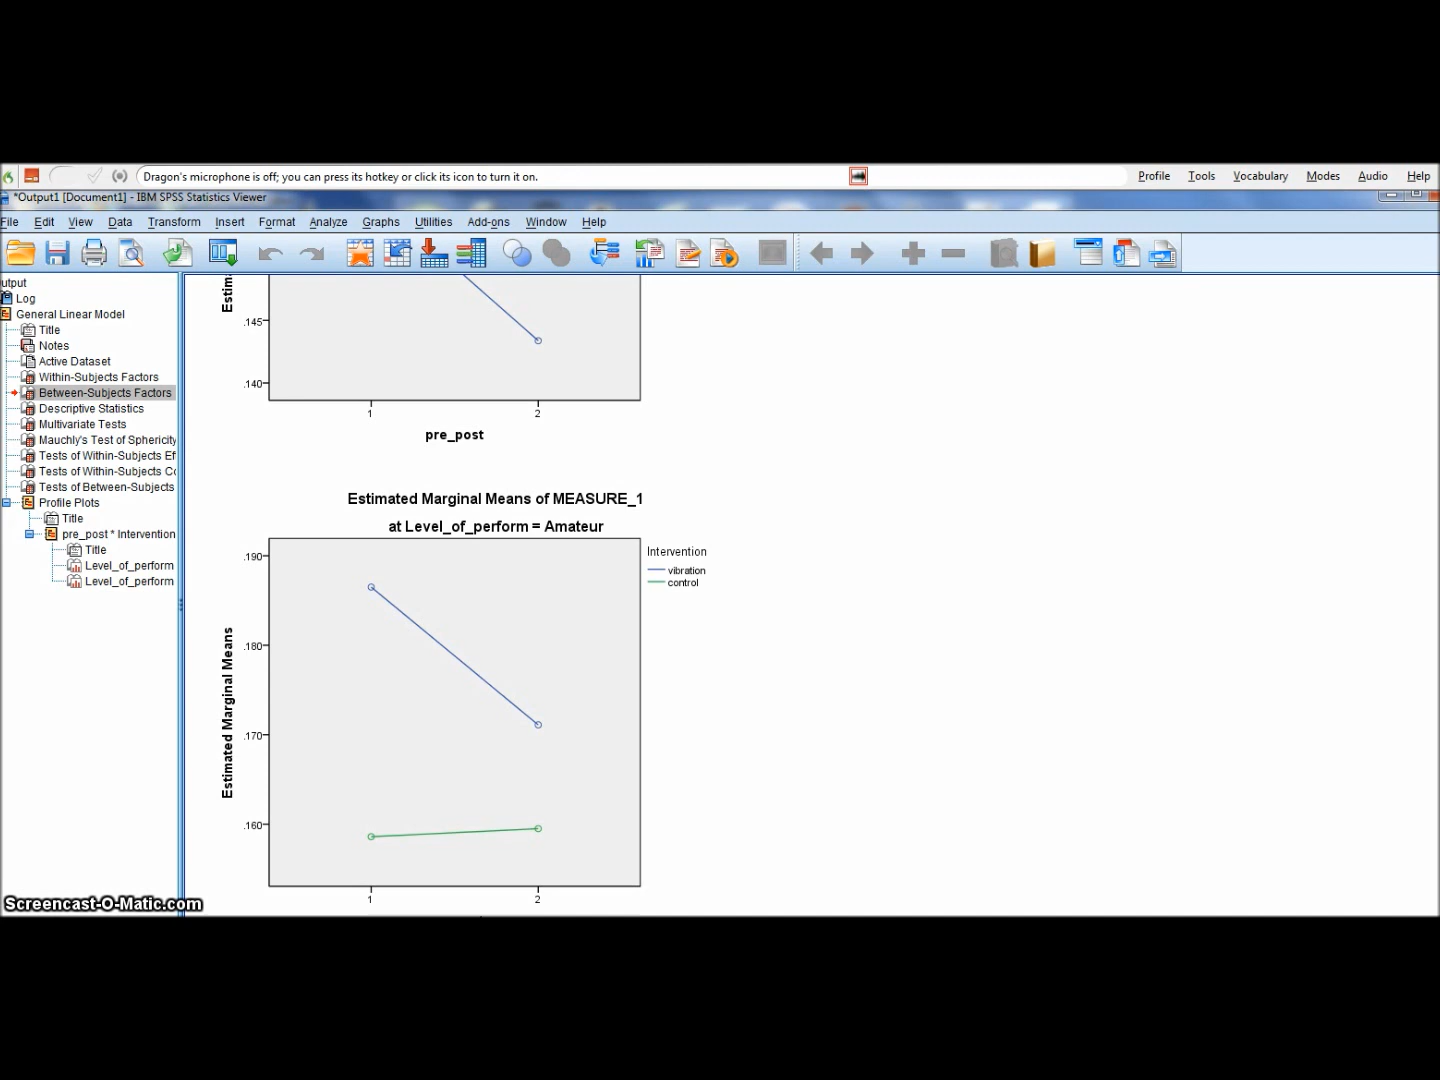 Dragon's microphone is off; you can press its hotkey or click its icon to turn it on.
Profile Tools Vocabulary Modes Audio Help
*Output1 [Document1] - IBM SPSS Statistics Viewer
File Edit View Data Transform Insert Format Analyze Graphs Utilities Add-ons Window Help
utput
Log
General Linear Model
Title
Notes
Active Dataset
Within-Subjects Factors
Between-Subjects Factors
Descriptive Statistics
Multivariate Tests
Mauchly's Test of Sphericity
Tests of Within-Subjects Ef
Tests of Within-Subjects Co
Tests of Between-Subjects
Profile Plots
Title
pre_post * Intervention
Title
Level_of_perform
Level_of_perform
Estim
.145
.140
1 2
pre_post
Estimated Marginal Means of MEASURE_1
at Level_of_perform = Amateur
Estimated Marginal Means
.190
.180
.170
.160
1 2
Intervention
vibration
control
Screencast-O-Matic.com